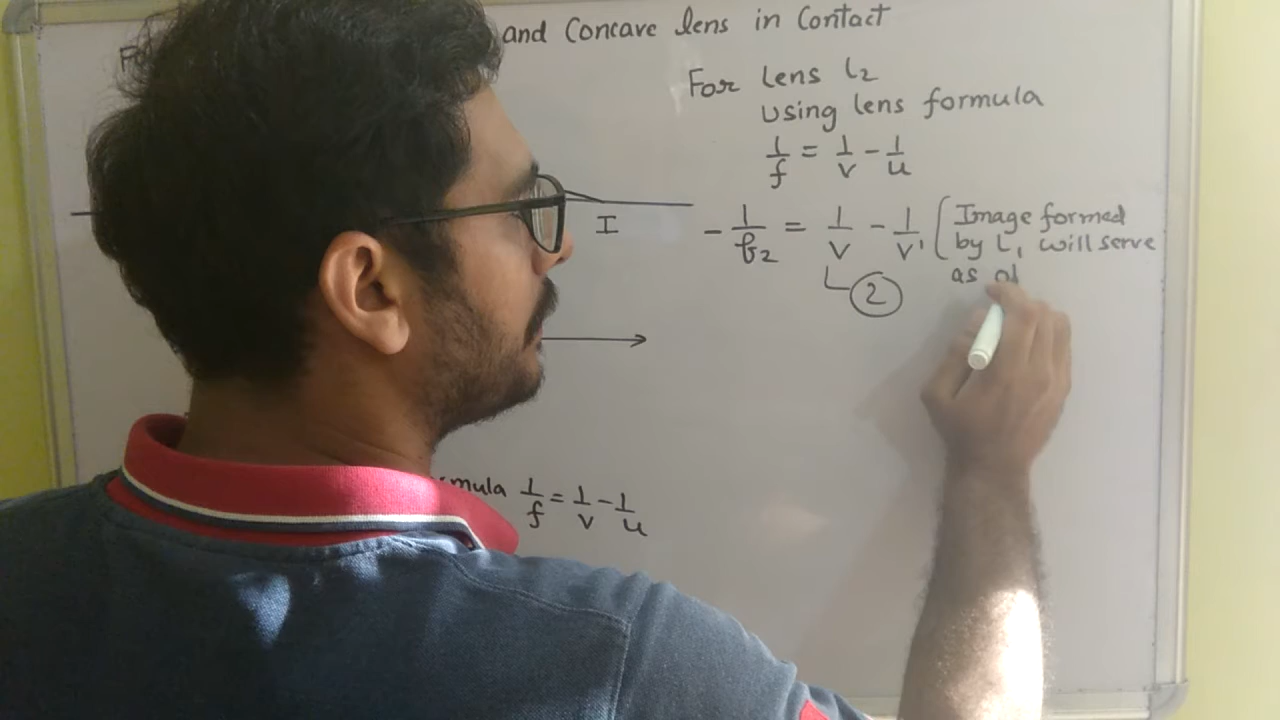 and Concave lens in Contact
For Lens L2
using lens formula
1/f = 1/v - 1/u
I
- 1/f2 = 1/v - 1/v' (Image formed
by L1 will serve
as ob
2
mula 1/f = 1/v - 1/u